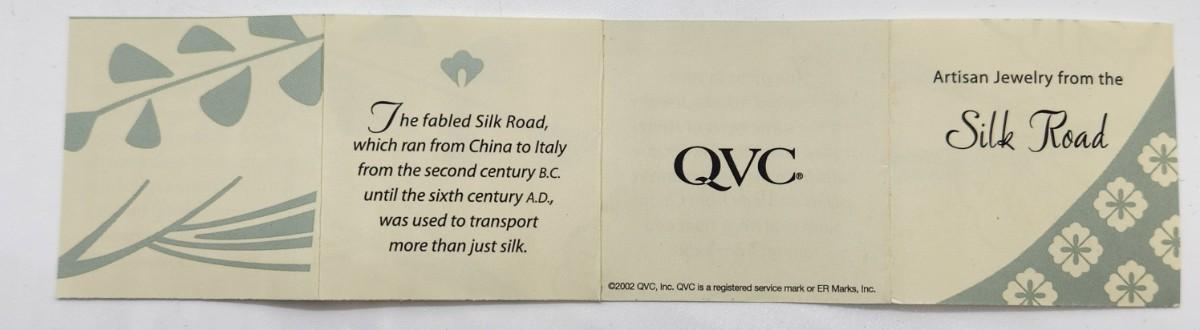 The fabled Silk Road,
which ran from China to Italy
from the second century B.C.
until the sixth century A.D.,
was used to transport
more than just silk.
QVC®
©2002 QVC, Inc. QVC is a registered service mark or ER Marks, Inc.
Artisan Jewelry from the
Silk Road